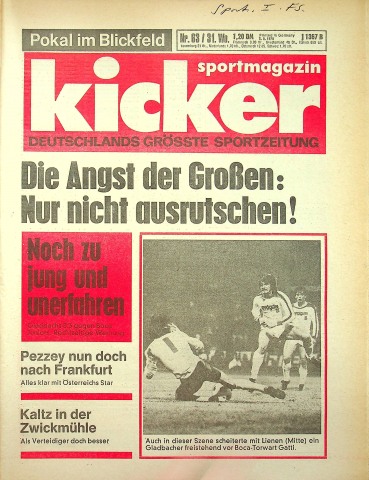 Sport. I. FS.
Pokal im Blickfeld
Nr. 63 / 31. Wo.
1,20 DM
J 1367 B
sportmagazin
kicker
DEUTSCHLANDS GRÖSSTE SPORTZEITUNG
Die Angst der Großen:
Nur nicht ausrutschen!
Noch zu
jung und
unerfahren
Pezzey nun doch
nach Frankfurt
Alles klar mit Österreichs Star
Kaltz in der
Zwickmühle
Als Verteidiger doch besser
Auch in dieser Szene scheiterte mit Lienen (Mitte) ein
Gladbacher freistehend vor Boca-Torwart Gatti.